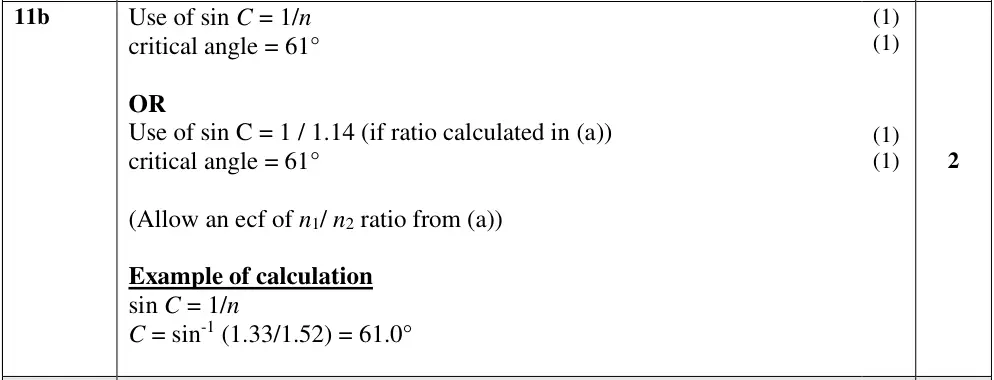 11b Use of sin C = 1/n (1)
critical angle = 61° (1)
OR
Use of sin C = 1 / 1.14 (if ratio calculated in (a)) (1)
critical angle = 61° (1) 2
(Allow an ecf of n₁/ n₂ ratio from (a))
Example of calculation
sin C = 1/n
C = sin⁻¹ (1.33/1.52) = 61.0°